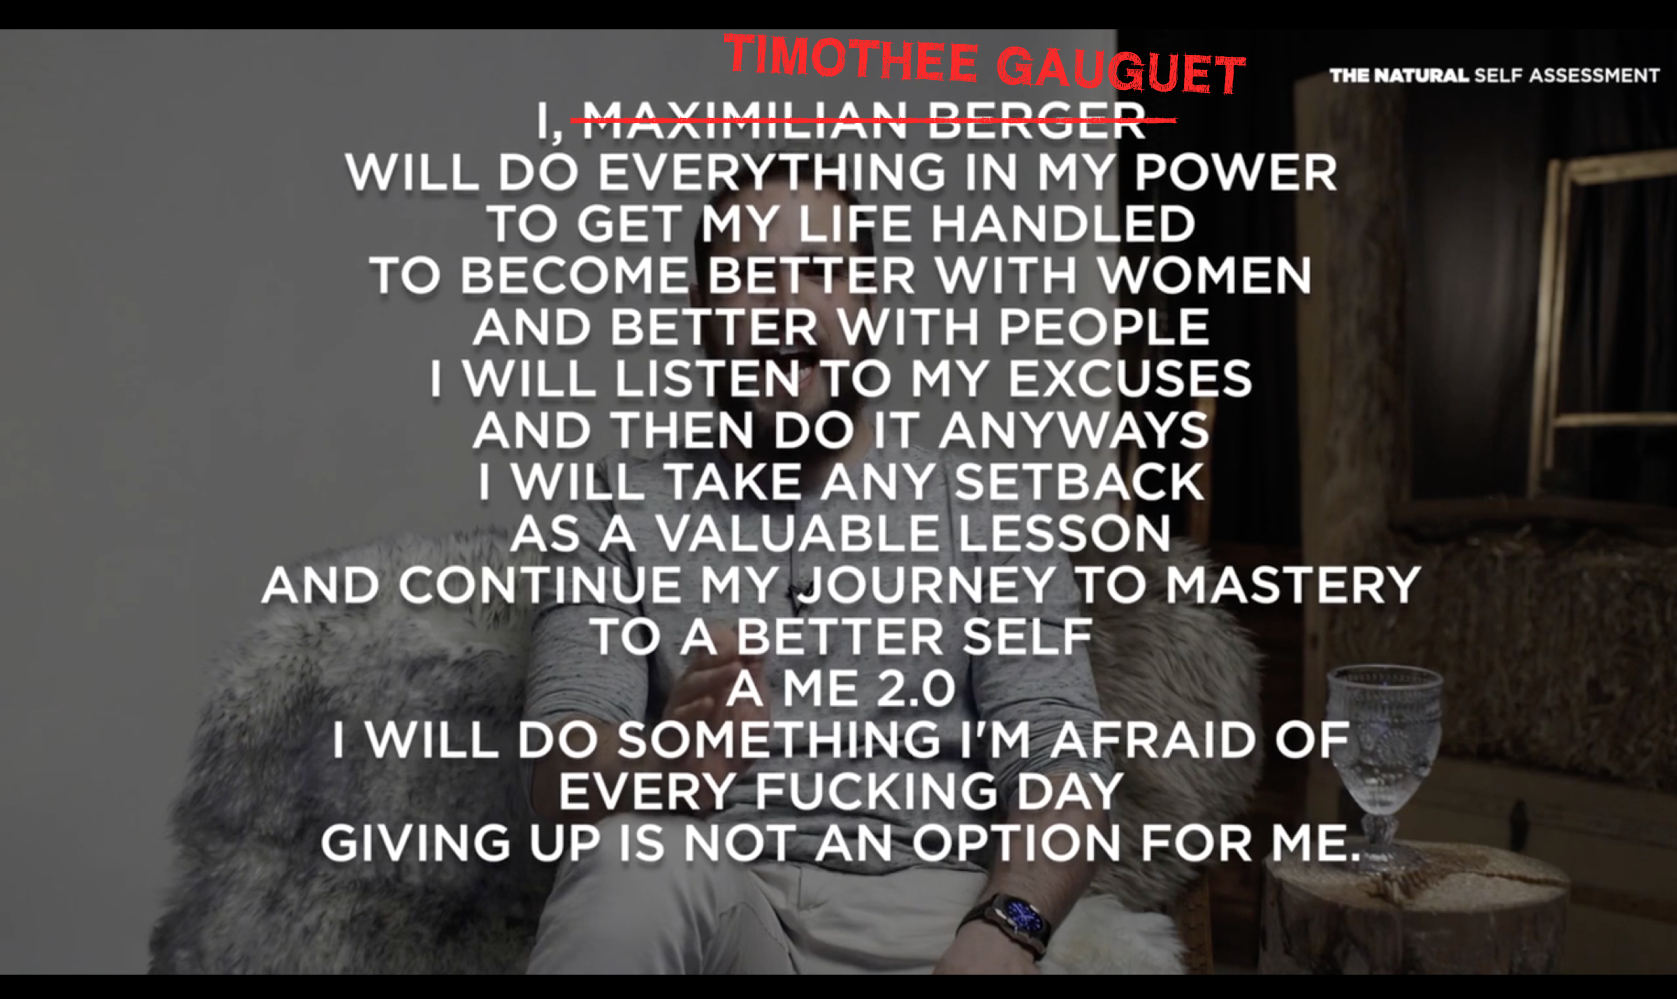 TIMOTHEE GAUGUET
THE NATURAL SELF ASSESSMENT
I, MAXIMILIAN BERGER
WILL DO EVERYTHING IN MY POWER
TO GET MY LIFE HANDLED
TO BECOME BETTER WITH WOMEN
AND BETTER WITH PEOPLE
I WILL LISTEN TO MY EXCUSES
AND THEN DO IT ANYWAYS
I WILL TAKE ANY SETBACK
AS A VALUABLE LESSON
AND CONTINUE MY JOURNEY TO MASTERY
TO A BETTER SELF
A ME 2.0
I WILL DO SOMETHING I'M AFRAID OF
EVERY FUCKING DAY
GIVING UP IS NOT AN OPTION FOR ME.